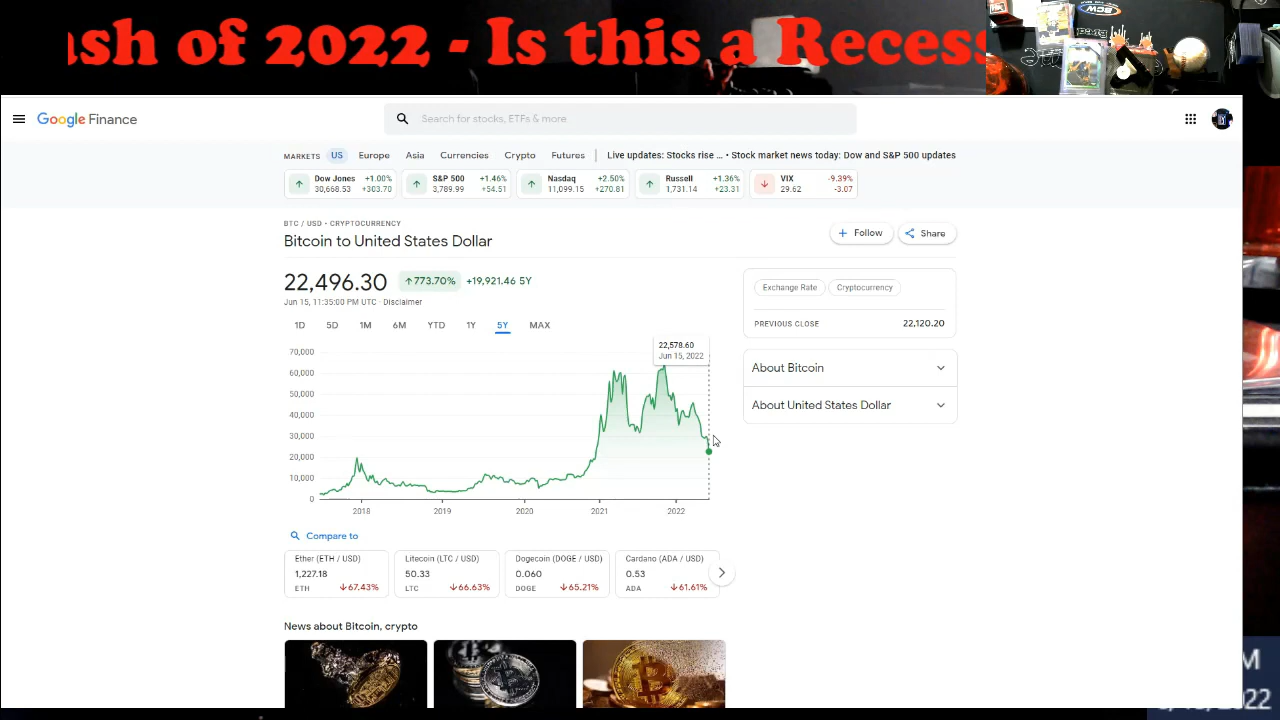 ash of 2022 - Is this a Recess
BCW
Google Finance
Search for stocks, ETFs & more
MARKETS US Europe Asia Currencies Crypto Futures Live updates: Stocks rise ... • Stock market news today: Dow and S&P 500 updates
Dow Jones +1.00% S&P 500 +1.46% Nasdaq +2.50% Russell +1.36% VIX -9.39%
30,668.53 +303.70 3,789.99 +54.51 11,099.15 +270.81 1,731.14 +23.31 29.62 -3.07
BTC / USD • CRYPTOCURRENCY
Bitcoin to United States Dollar
+ Follow Share
22,496.30 ↑773.70% +19,921.46 5Y
Jun 15, 11:35:00 PM UTC · Disclaimer
Exchange Rate Cryptocurrency
PREVIOUS CLOSE 22,120.20
1D 5D 1M 6M YTD 1Y 5Y MAX
22,578.60
Jun 15, 2022
70,000
60,000
50,000
40,000
30,000
20,000
10,000
0
2018 2019 2020 2021 2022
About Bitcoin
About United States Dollar
Compare to
Ether (ETH / USD) Litecoin (LTC / USD) Dogecoin (DOGE / USD) Cardano (ADA / USD)
1,227.18 50.33 0.060 0.53
ETH ↓67.43% LTC ↓66.63% DOGE ↓65.21% ADA ↓61.61%
News about Bitcoin, crypto
M
2022